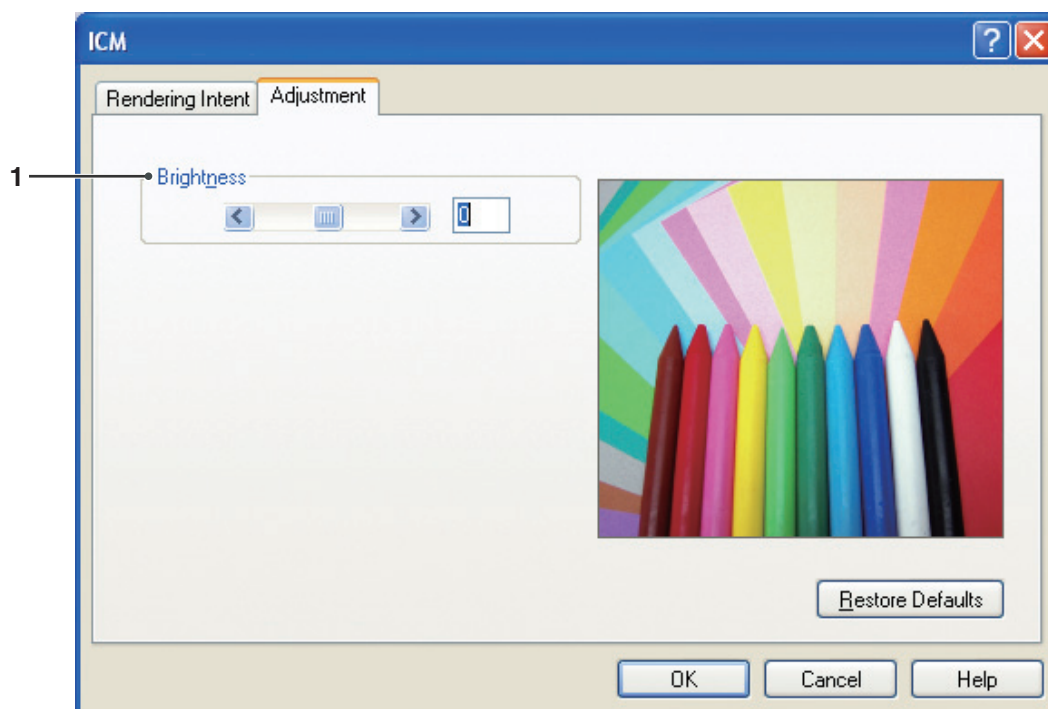 ICM
?
Rendering Intent Adjustment
1
Brightness
0
Restore Defaults
OK Cancel Help